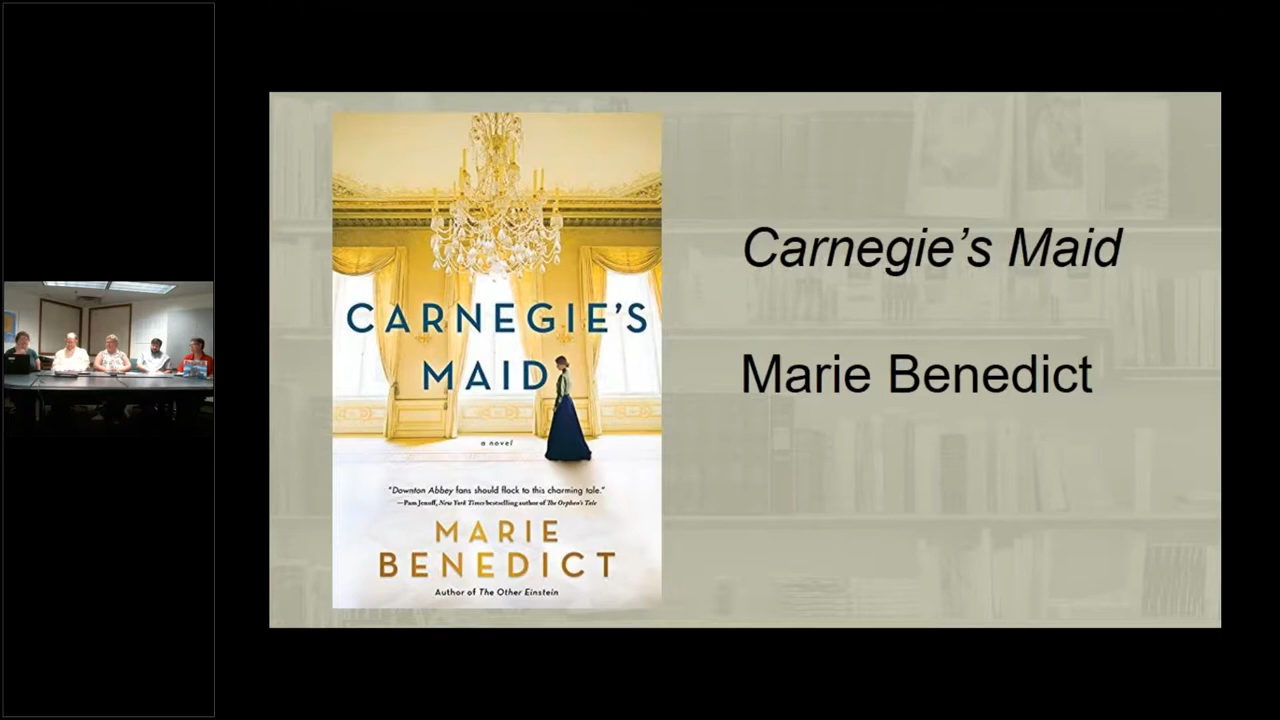 CARNEGIE'S
MAID
a novel
"Downton Abbey fans should flock to this charming tale."
—Pam Jenoff, New York Times bestselling author of The Orphan's Tale
MARIE
BENEDICT
Author of The Other Einstein
Carnegie's Maid
Marie Benedict